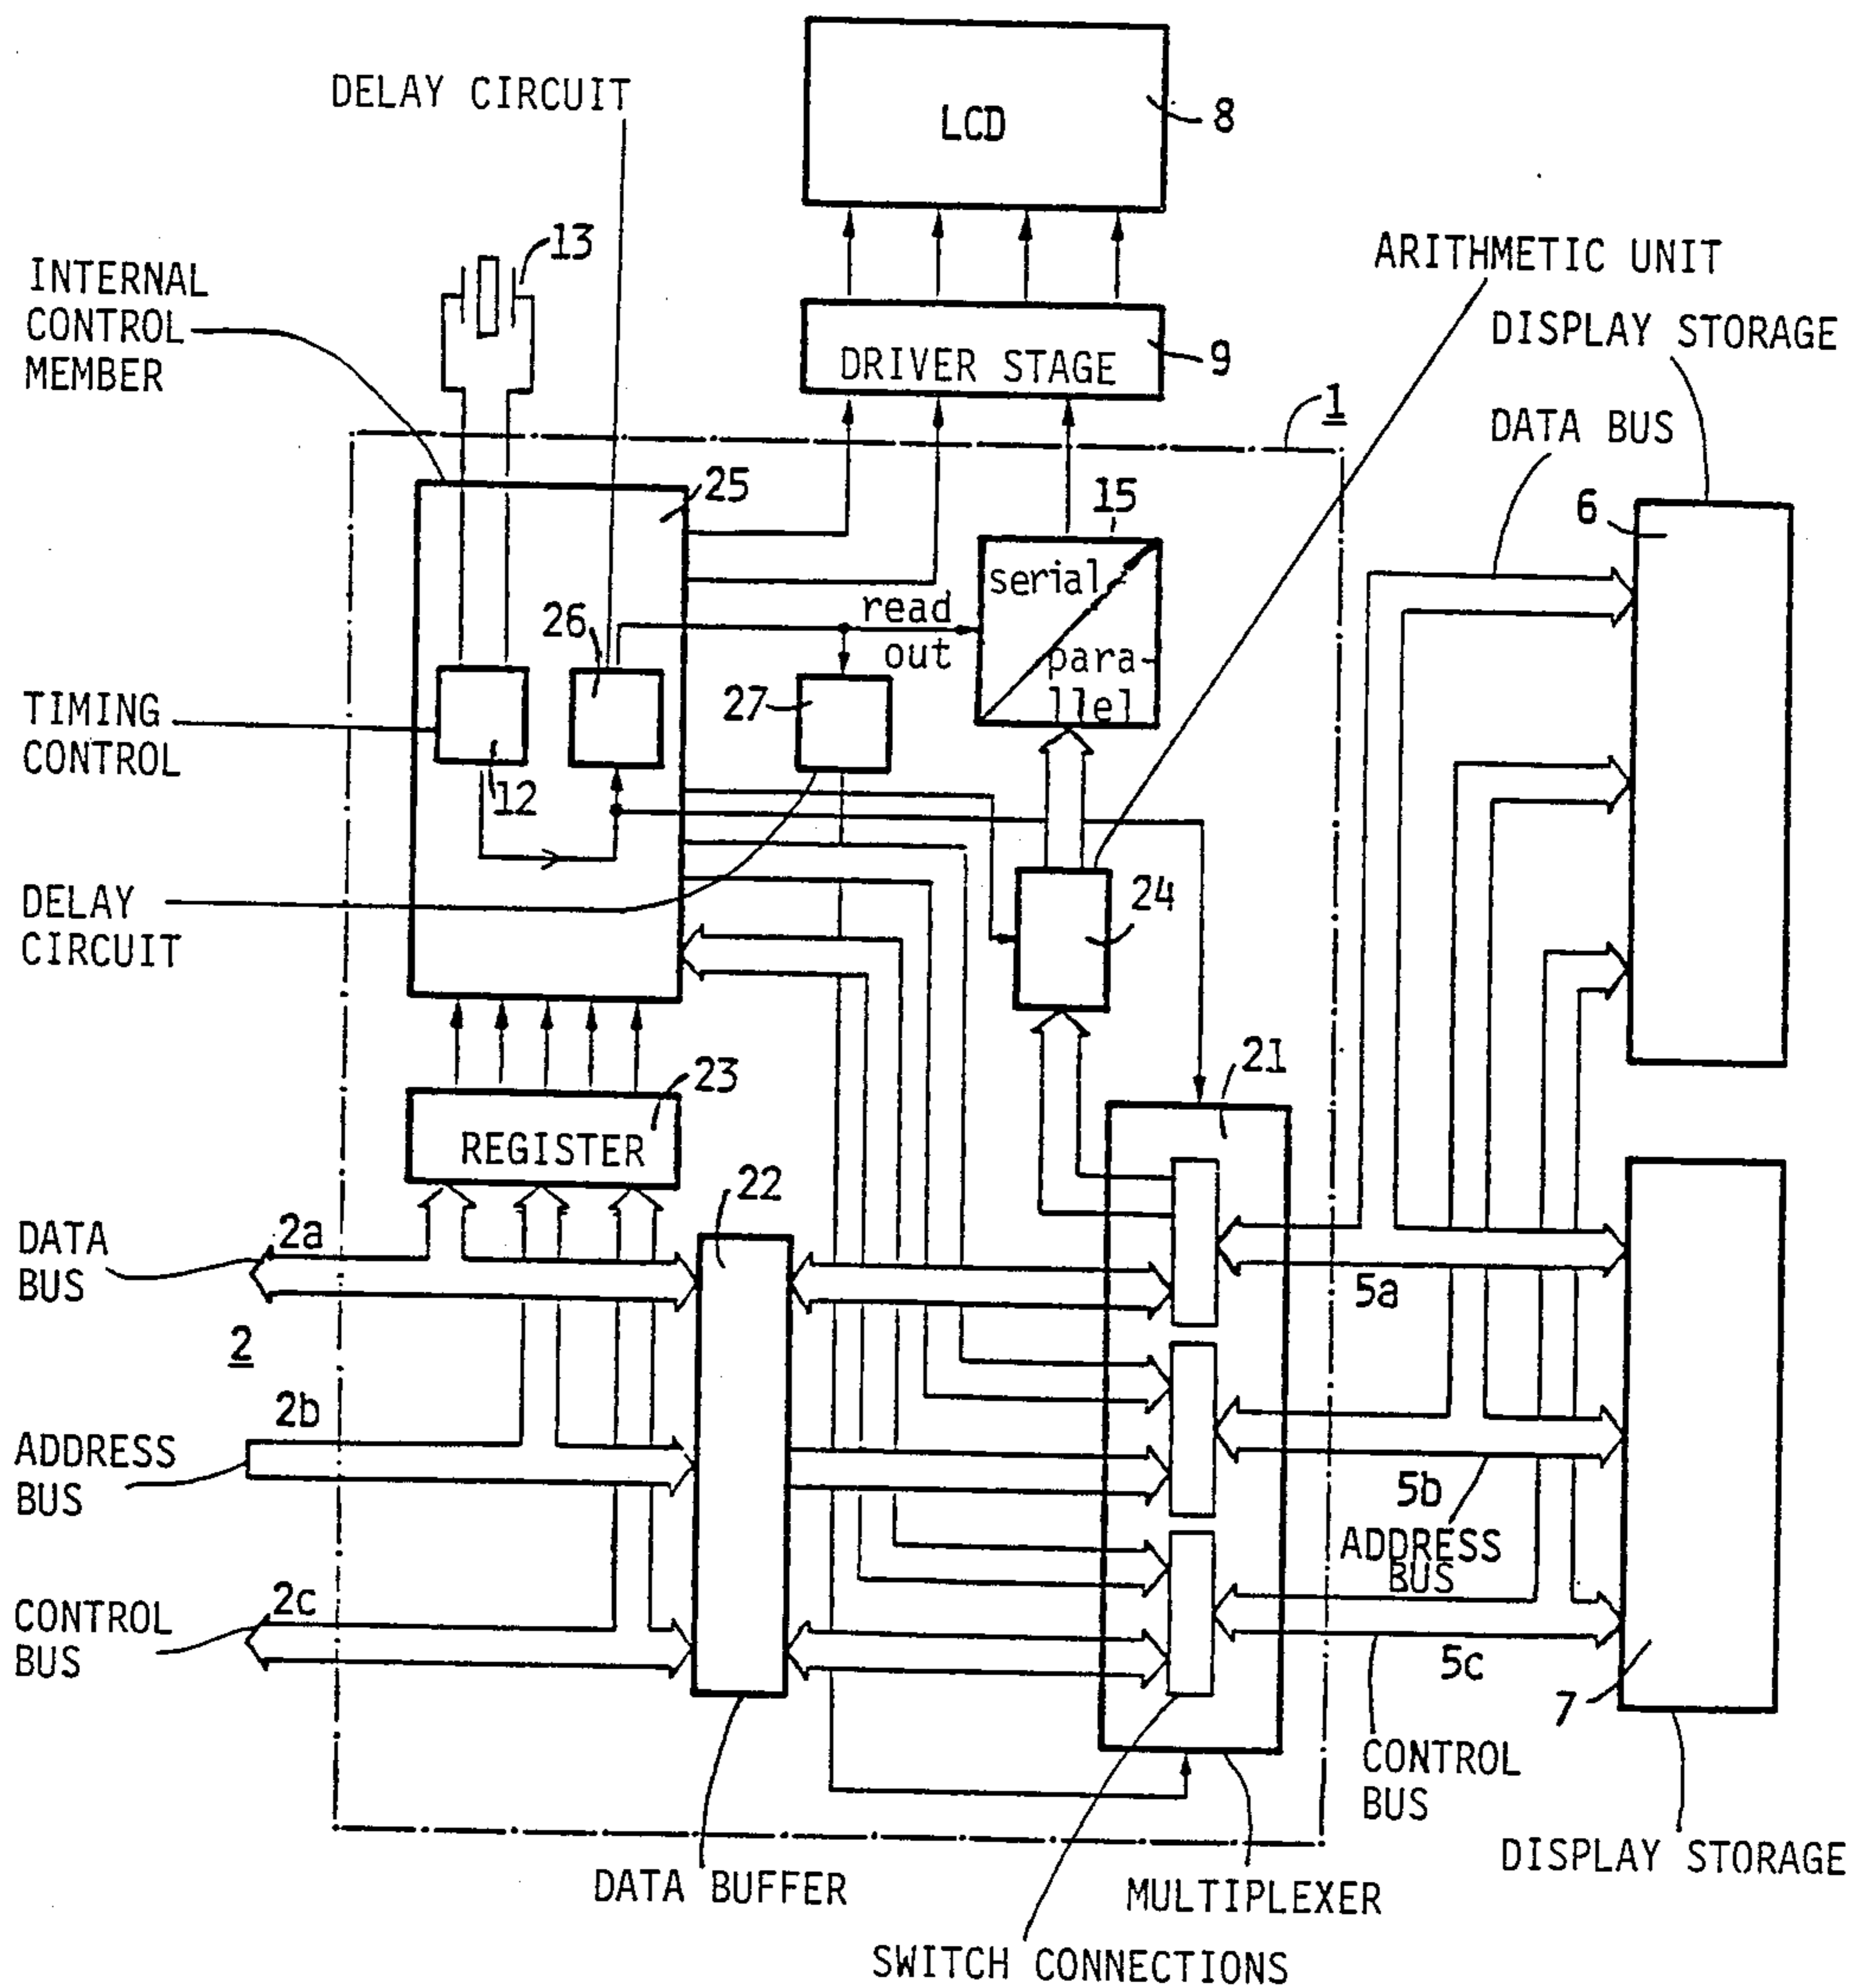 LCD
8
DELAY CIRCUIT
13
INTERNAL
CONTROL
MEMBER
ARITHMETIC UNIT
DISPLAY STORAGE
DRIVER STAGE
9
1
DATA BUS
25
15
6
serial-
para-
llel
read
out
26
27
TIMING
CONTROL
12
DELAY
CIRCUIT
24
21
23
REGISTER
22
DATA
BUS
2a
5a
2
2b
ADDRESS
BUS
5b
ADDRESS
BUS
2c
CONTROL
BUS
5c
7
CONTROL
BUS
DISPLAY STORAGE
DATA BUFFER
MULTIPLEXER
SWITCH CONNECTIONS